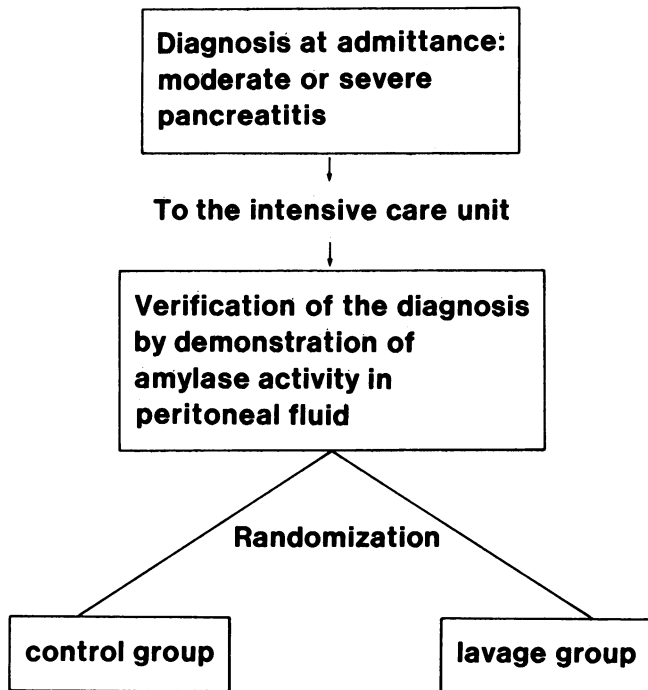 Diagnosis at admittance:
moderate or severe
pancreatitis
To the intensive care unit
Verification of the diagnosis
by demonstration of
amylase activity in
peritoneal fluid
Randomization
control group
lavage group